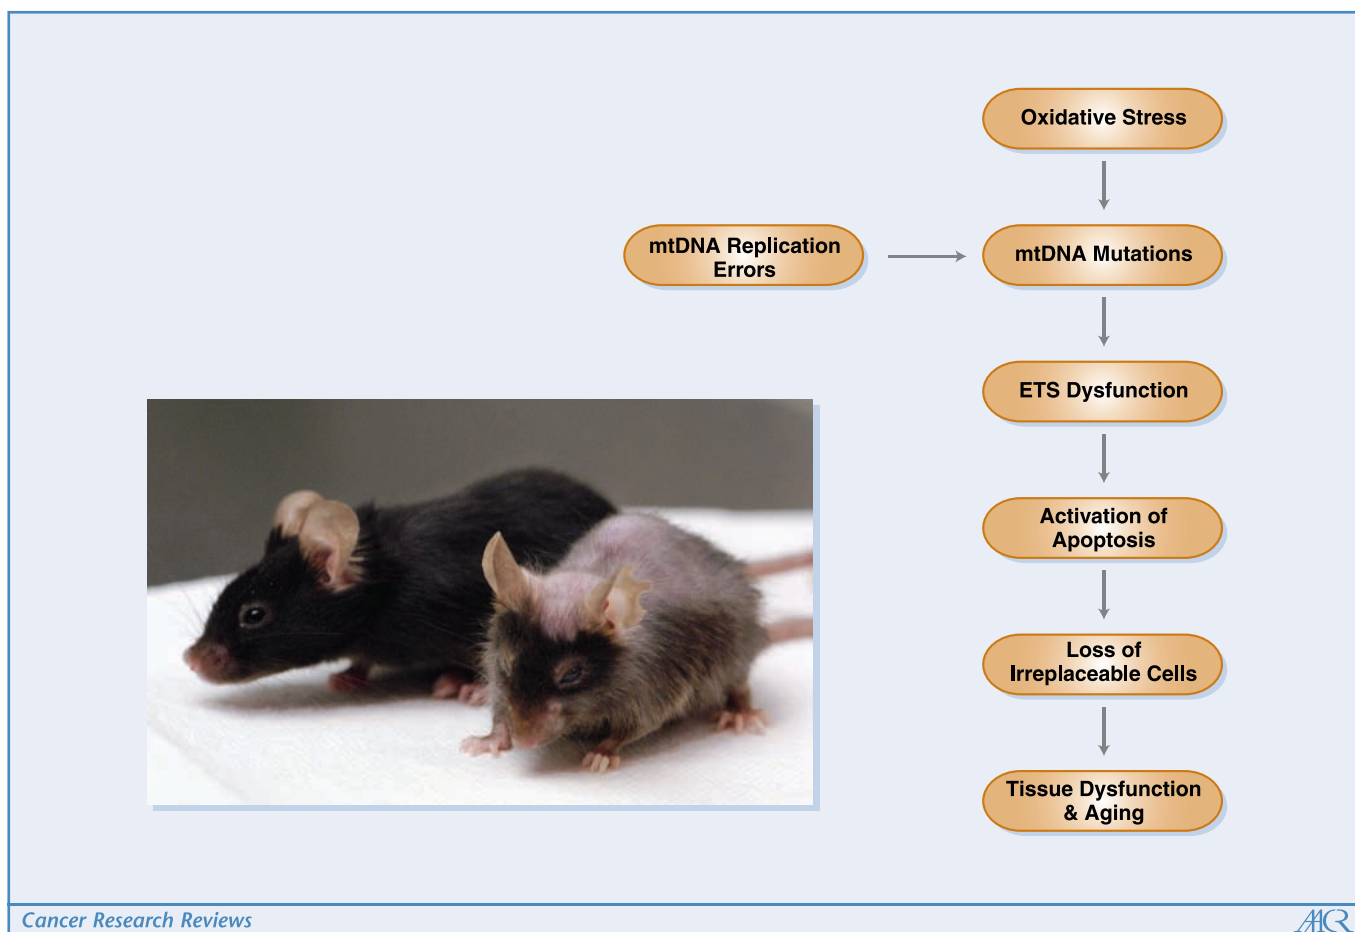 Oxidative Stress
mtDNA Replication
Errors
mtDNA Mutations
ETS Dysfunction
Activation of
Apoptosis
Loss of
Irreplaceable Cells
Tissue Dysfunction
& Aging
Cancer Research Reviews
AACR